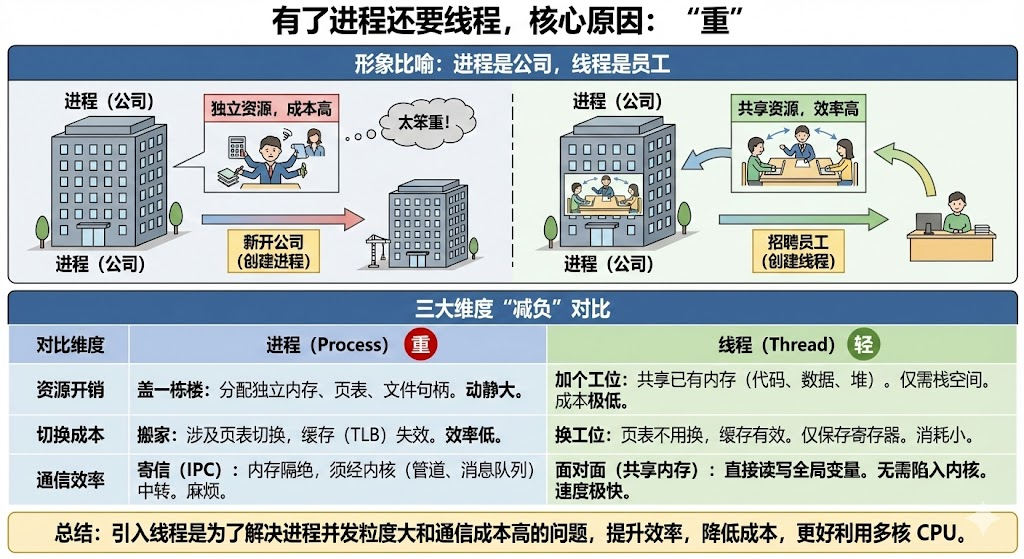 有了进程还要线程，核心原因：“重”
形象比喻：进程是公司，线程是员工
进程（公司）
独立资源，成本高
太笨重！
新开公司
（创建进程）
进程（公司）
进程（公司）
共享资源，效率高
招聘员工
（创建线程）
进程（公司）
三大维度“减负”对比
对比维度
进程（Process） 重
线程（Thread） 轻
资源开销
盖一栋楼：分配独立内存、页表、文件句柄。动静大。
加个工位：共享已有内存（代码、数据、堆）。仅需栈空间。
成本极低。
切换成本
搬家：涉及页表切换，缓存（TLB）失效。效率低。
换工位：页表不用换，缓存有效。仅保存寄存器。消耗小。
通信效率
寄信（IPC）：内存隔绝，须经内核（管道、消息队列）
中转。麻烦。
面对面（共享内存）：直接读写全局变量。无需陷入内核。
速度极快。
总结：引入线程是为了解决进程并发粒度大和通信成本高的问题，提升效率，降低成本，更好利用多核 CPU。